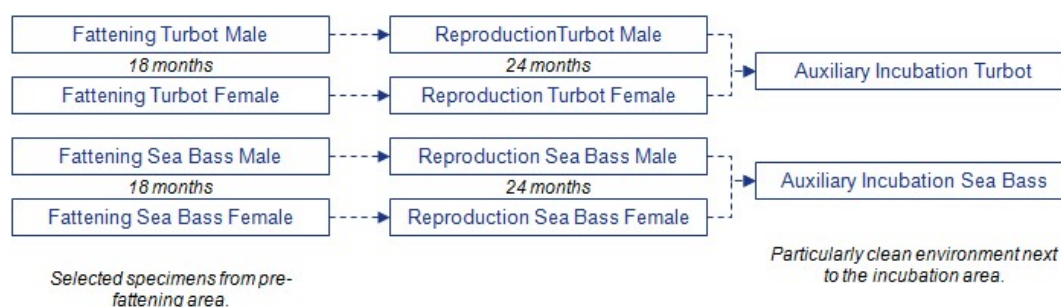 Fattening Turbot Male
ReproductionTurbot Male
18 months
24 months
Auxiliary Incubation Turbot
Fattening Turbot Female
Reproduction Turbot Female
Fattening Sea Bass Male
Reproduction Sea Bass Male
18 months
24 months
Auxiliary Incubation Sea Bass
Fattening Sea Bass Female
Reproduction Sea Bass Female
Selected specimens from pre-
fattening area.
Particularly clean environment next
to the incubation area.